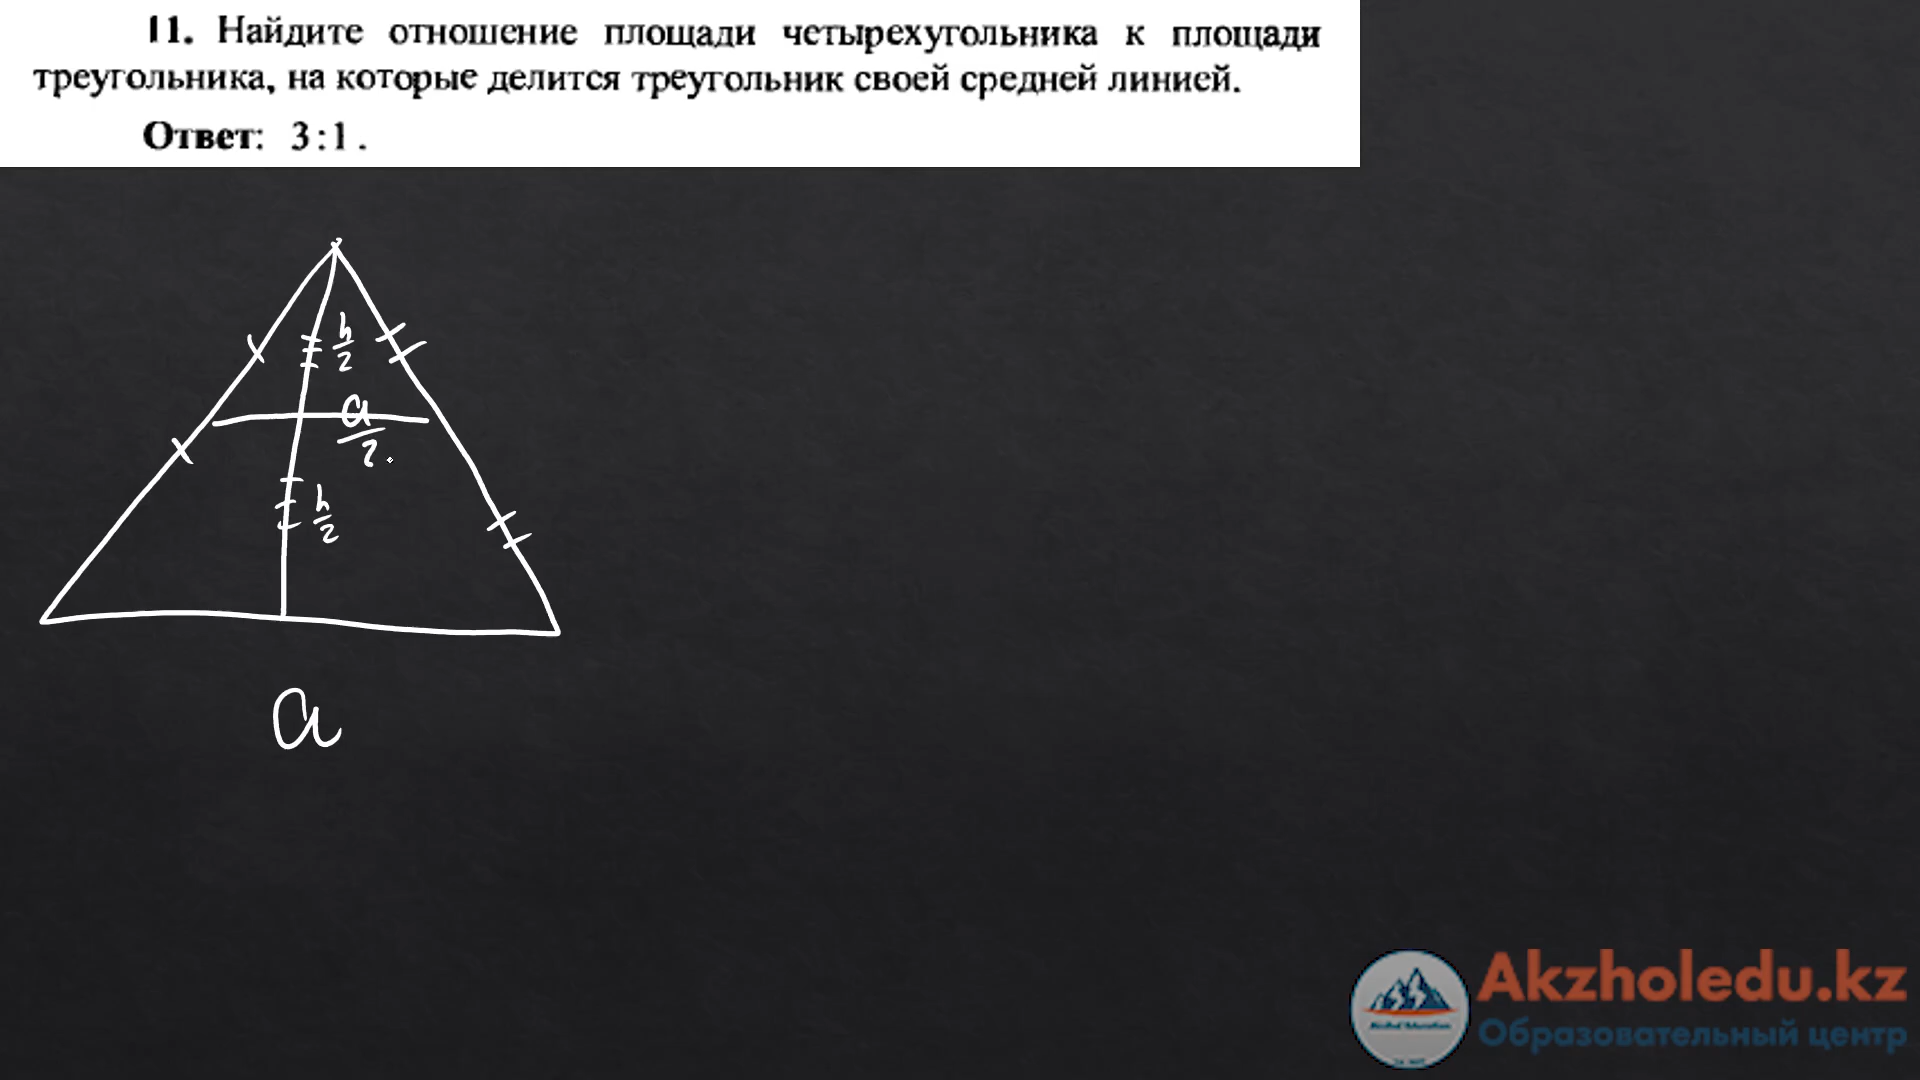 11. Найдите отношение площади четырехугольника к площади
треугольника, на которые делится треугольник своей средней линией.
Ответ: 3:1.
h/2
a/2
h/2
a
Akzholedu.kz
Образовательный центр